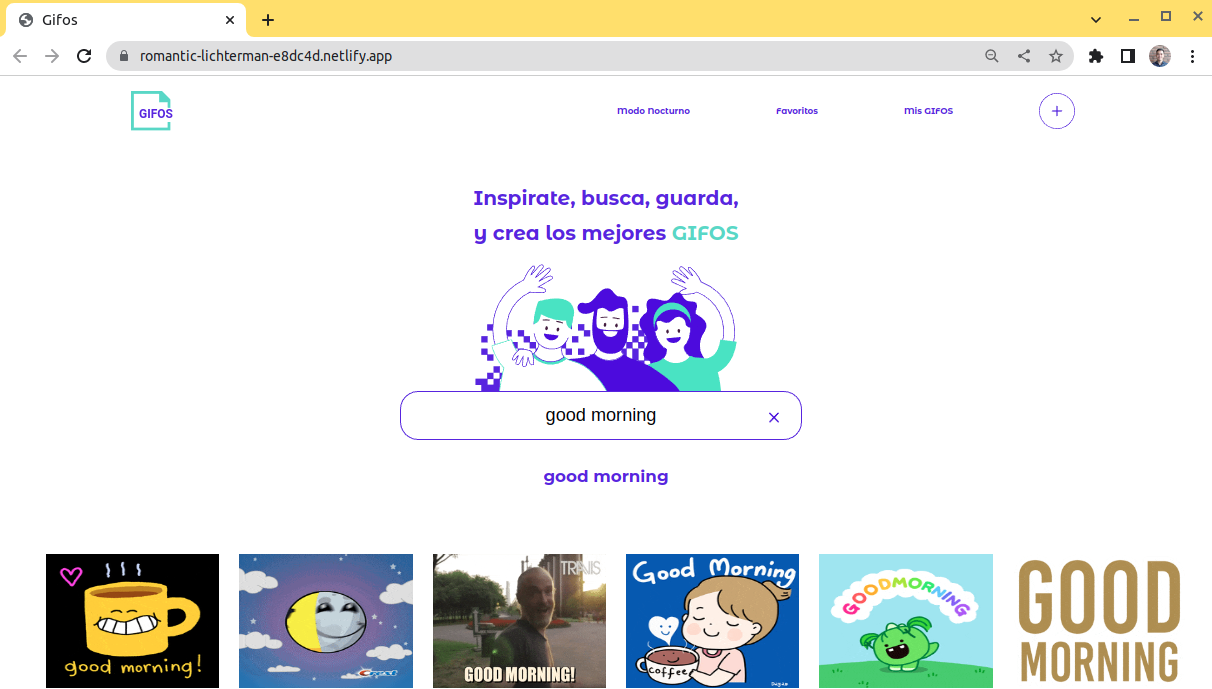 Gifos
romantic-lichterman-e8dc4d.netlify.app
GIFOS
Modo Nocturno
Favoritos
Mis GIFOS
Inspirate, busca, guarda,
y crea los mejores GIFOS
good morning
good morning
good morning!
Crest
TRAVIS
GOOD MORNING!
Good Morning
coffee
GOODMORNING
GOOD
MORNING